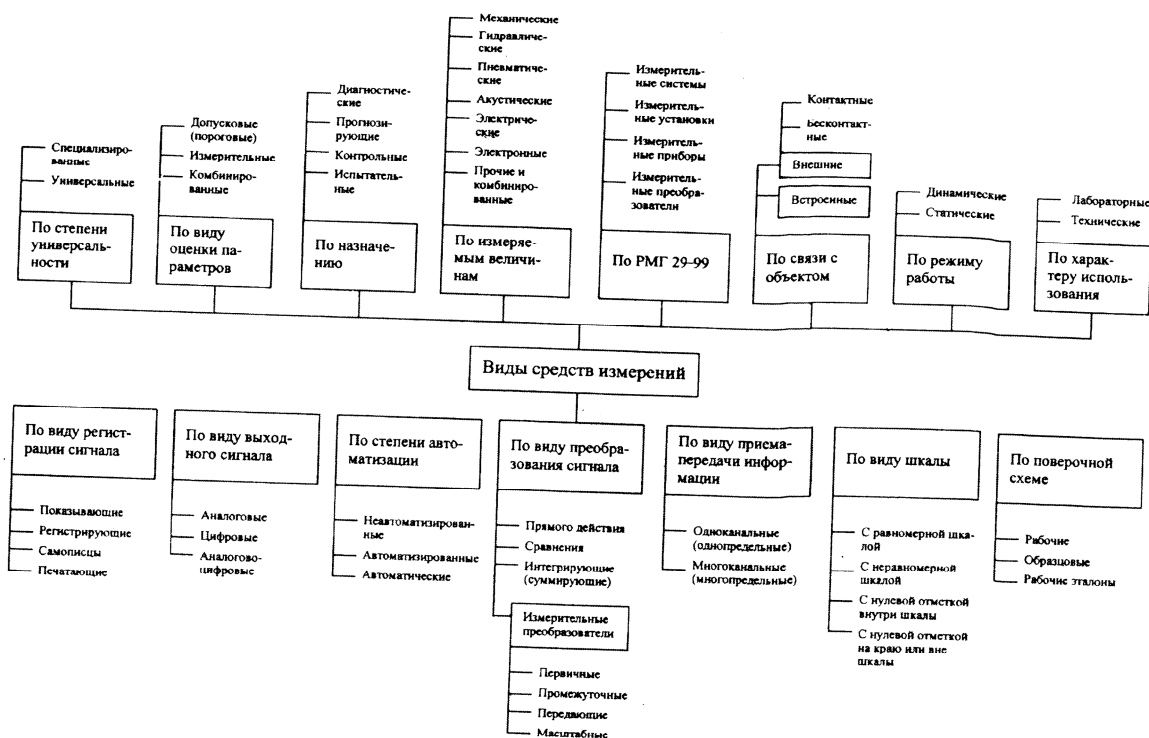 Специализиро-
ванные
Универсальные
По степени
универсаль-
ности
Допусковые
(пороговые)
Измерительные
Комбиниро-
ванные
По виду
оценки па-
раметров
Диагностиче-
ские
Прогнози-
рующие
Контрольные
Испытатель-
ные
По назначе-
нию
Механические
Гидравличе-
ские
Пневматиче-
ские
Акустические
Электриче-
ские
Электронные
Прочие и
комбиниро-
ванные
По измеряе-
мым величи-
нам
Измеритель-
ные системы
Измеритель-
ные установки
Измеритель-
ные приборы
Измеритель-
ные преобра-
зователи
По РМГ 29–99
Контактные
Бесконтакт-
ные
Внешние
Встроенные
По связи с
объектом
Динамические
Статические
По режиму
работы
Лабораторные
Технические
По харак-
теру исполь-
зования
Виды средств измерений
По виду регист-
рации сигнала
Показывающие
Регистрирующие
Самописцы
Печатающие
По виду выход-
ного сигнала
Аналоговые
Цифровые
Аналогово-
цифровые
По степени авто-
матизации
Неавтоматизирован-
ные
Автоматизированные
Автоматические
По виду преобра-
зования сигнала
Прямого действия
Сравнения
Интегрирующие
(суммирующие)
Измерительные
преобразователи
Первичные
Промежуточные
Передающие
Масштабные
По виду приема-
передачи инфор-
мации
Одноканальные
(однопредельные)
Многоканальные
(многопредельные)
По виду шкалы
С равномерной шка-
лой
С неравномерной
шкалой
С нулевой отметкой
внутри шкалы
С нулевой отметкой
на краю или вне
шкалы
По поверочной
схеме
Рабочие
Образцовые
Рабочие эталоны